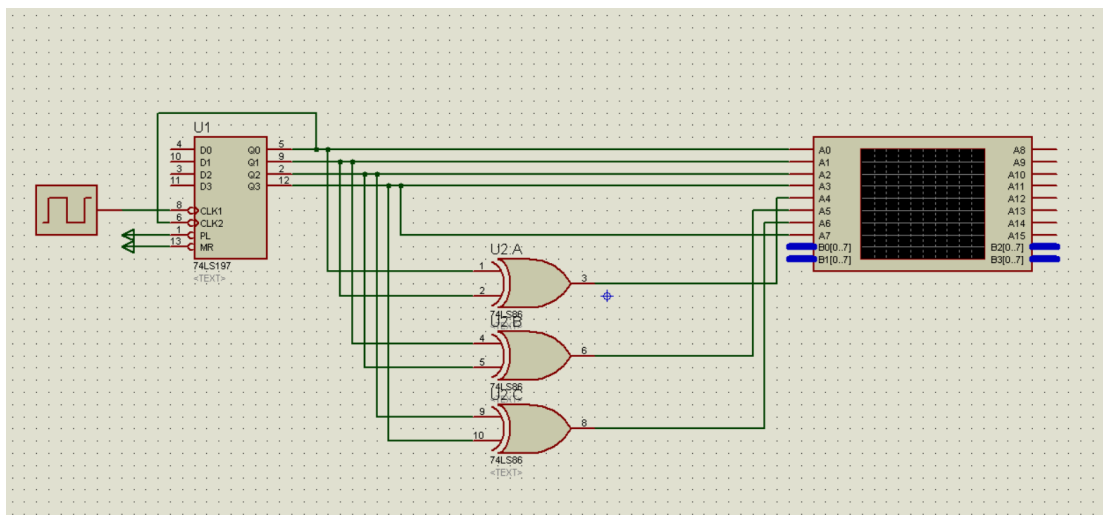 U1
4 D0 Q0 5
10 D1 Q1 9
3 D2 Q2 2
11 D3 Q3 12
8 CLK1
6 CLK2
1 PL
13 MR
74LS197
<TEXT>
A0 A8
A1 A9
A2 A10
A3 A11
A4 A12
A5 A13
A6 A14
A7 A15
B0[0..7] B2[0..7]
B1[0..7] B3[0..7]
U2:A
1
2
3
74LS86
U2:B
4
5
6
74LS86
U2:C
9
10
8
74LS86
<TEXT>